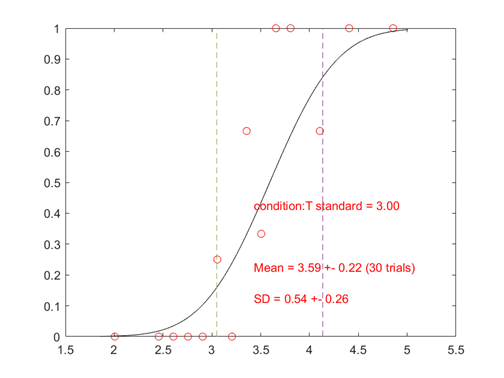 1
0.9
0.8
0.7
0.6
0.5
0.4
0.3
0.2
0.1
0
condition:T standard = 3.00
Mean = 3.59 +- 0.22 (30 trials)
SD = 0.54 +- 0.26
1.5 2 2.5 3 3.5 4 4.5 5 5.5